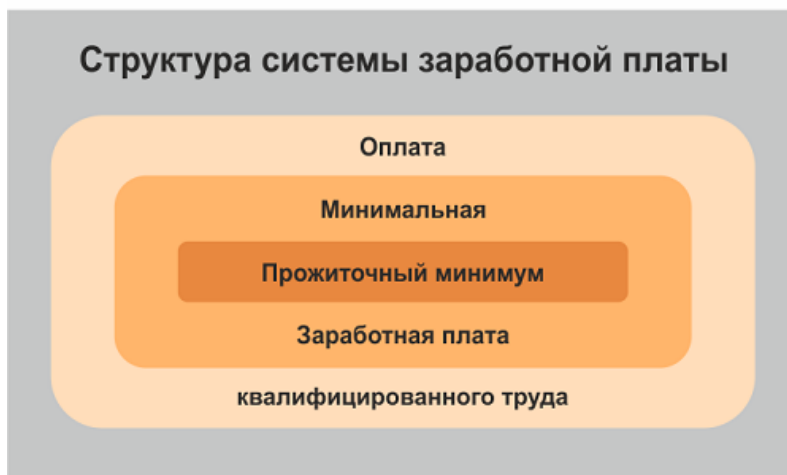 Структура системы заработной платы
Оплата
Минимальная
Прожиточный минимум
Заработная плата
квалифицированного труда